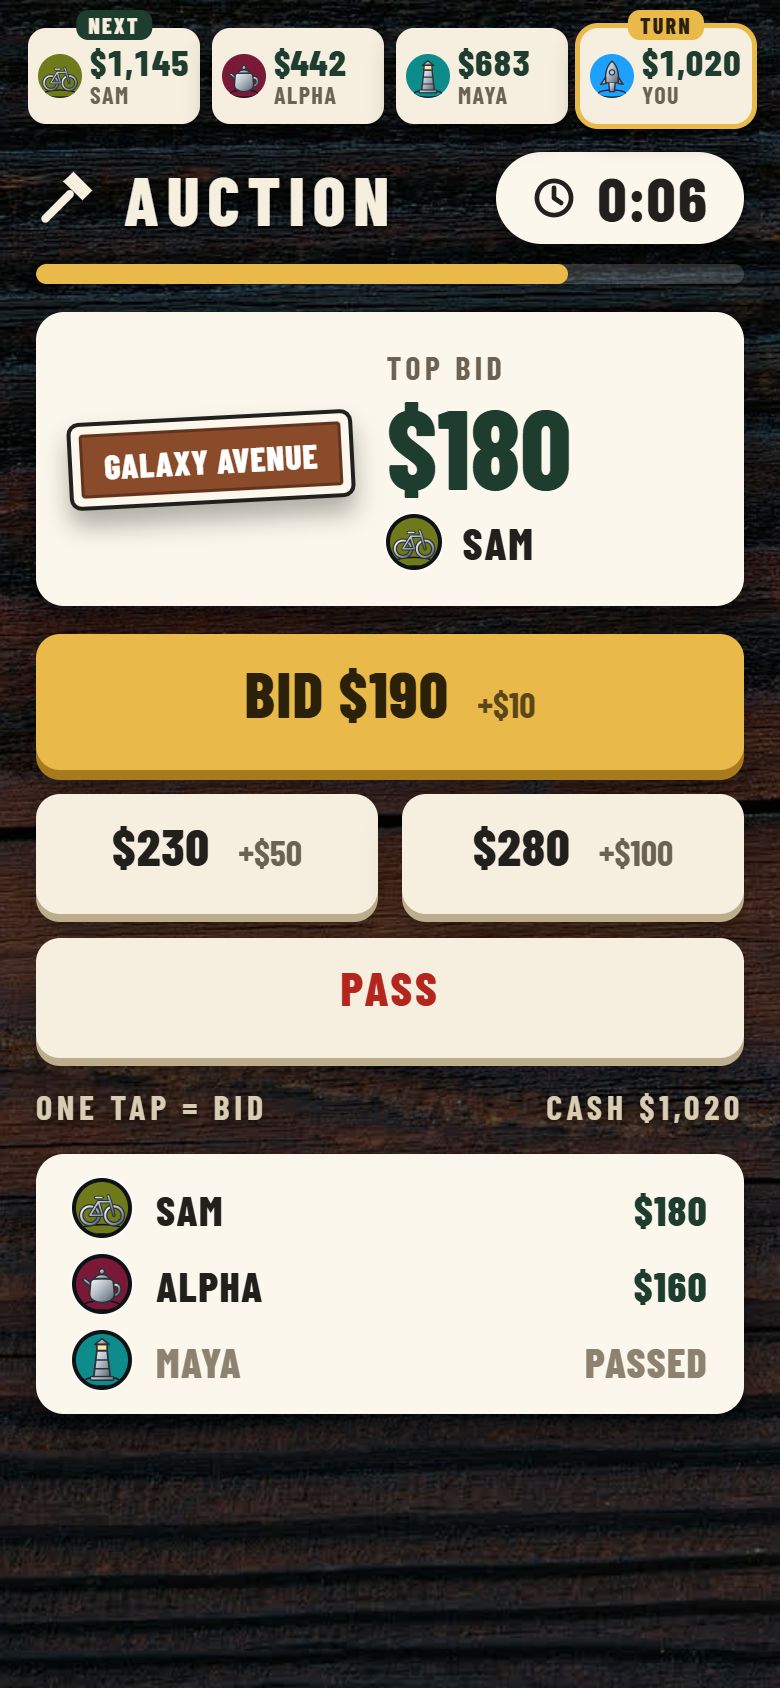 NEXT
TURN
$1,145
SAM
$442
ALPHA
$683
MAYA
$1,020
YOU
AUCTION
0:06
TOP BID
$180
SAM
GALAXY AVENUE
BID $190 +$10
$230 +$50
$280 +$100
PASS
ONE TAP = BID
CASH $1,020
SAM $180
ALPHA $160
MAYA PASSED